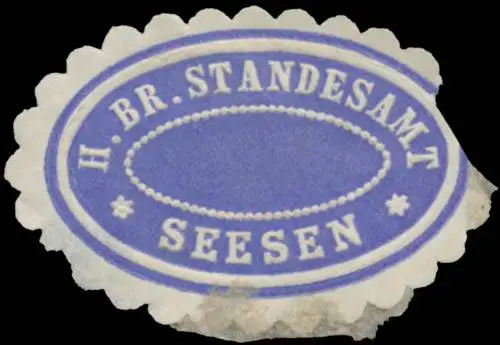 H. BR. STANDESAMT
SEESEN